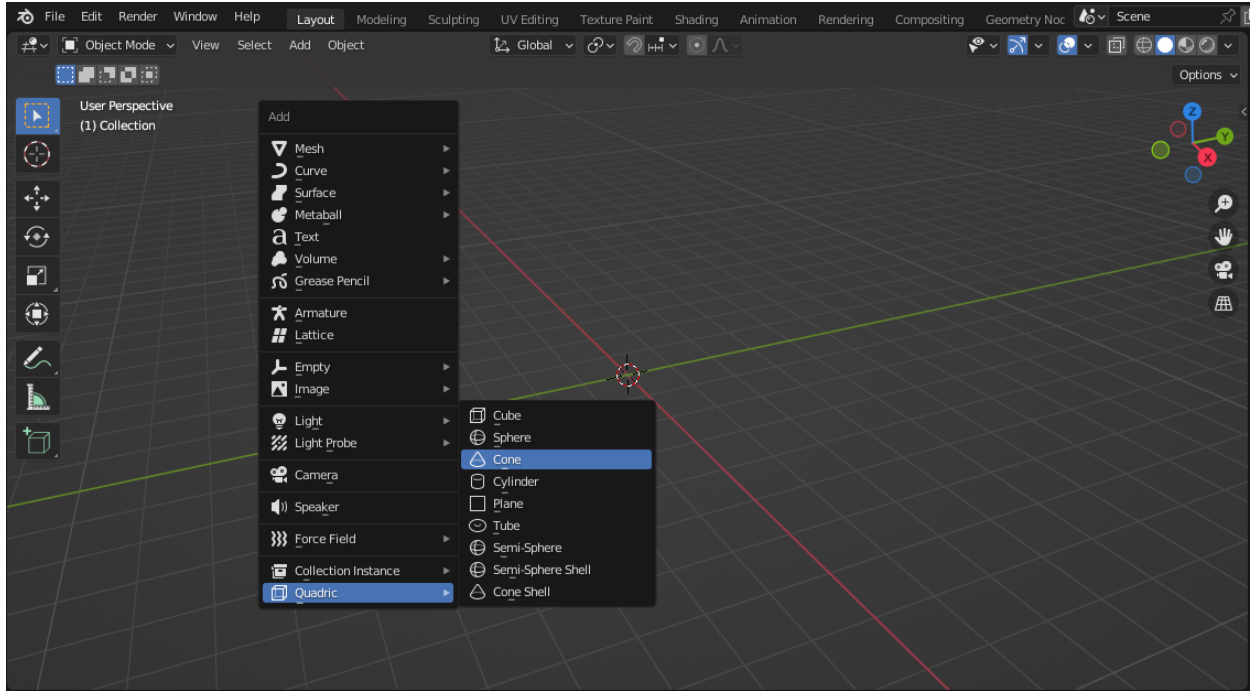 File Edit Render Window Help Layout Modeling Sculpting UV Editing Texture Paint Shading Animation Rendering Compositing Geometry Noc Scene
Object Mode View Select Add Object Global
Options
User Perspective
(1) Collection
Z
Y
X
Add
Mesh
Curve
Surface
Metaball
Text
Volume
Grease Pencil
Armature
Lattice
Empty
Image
Light
Light Probe
Camera
Speaker
Force Field
Collection Instance
Quadric
Cube
Sphere
Cone
Cylinder
Plane
Tube
Semi-Sphere
Semi-Sphere Shell
Cone Shell